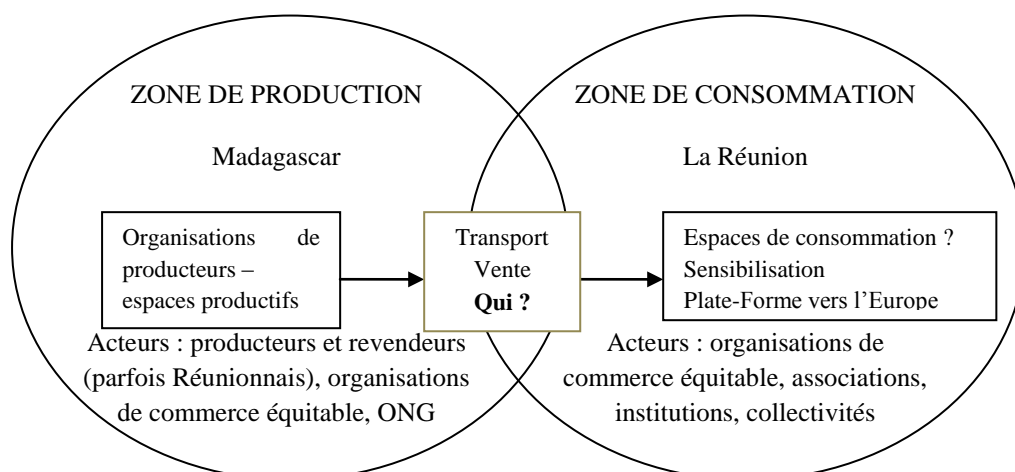 ZONE DE PRODUCTION
Madagascar
Organisations de
producteurs –
espaces productifs
Acteurs : producteurs et revendeurs
(parfois Réunionnais), organisations
de commerce équitable, ONG
Transport
Vente
Qui ?
ZONE DE CONSOMMATION
La Réunion
Espaces de consommation ?
Sensibilisation
Plate-Forme vers l'Europe
Acteurs : organisations de
commerce équitable, associations,
institutions, collectivités